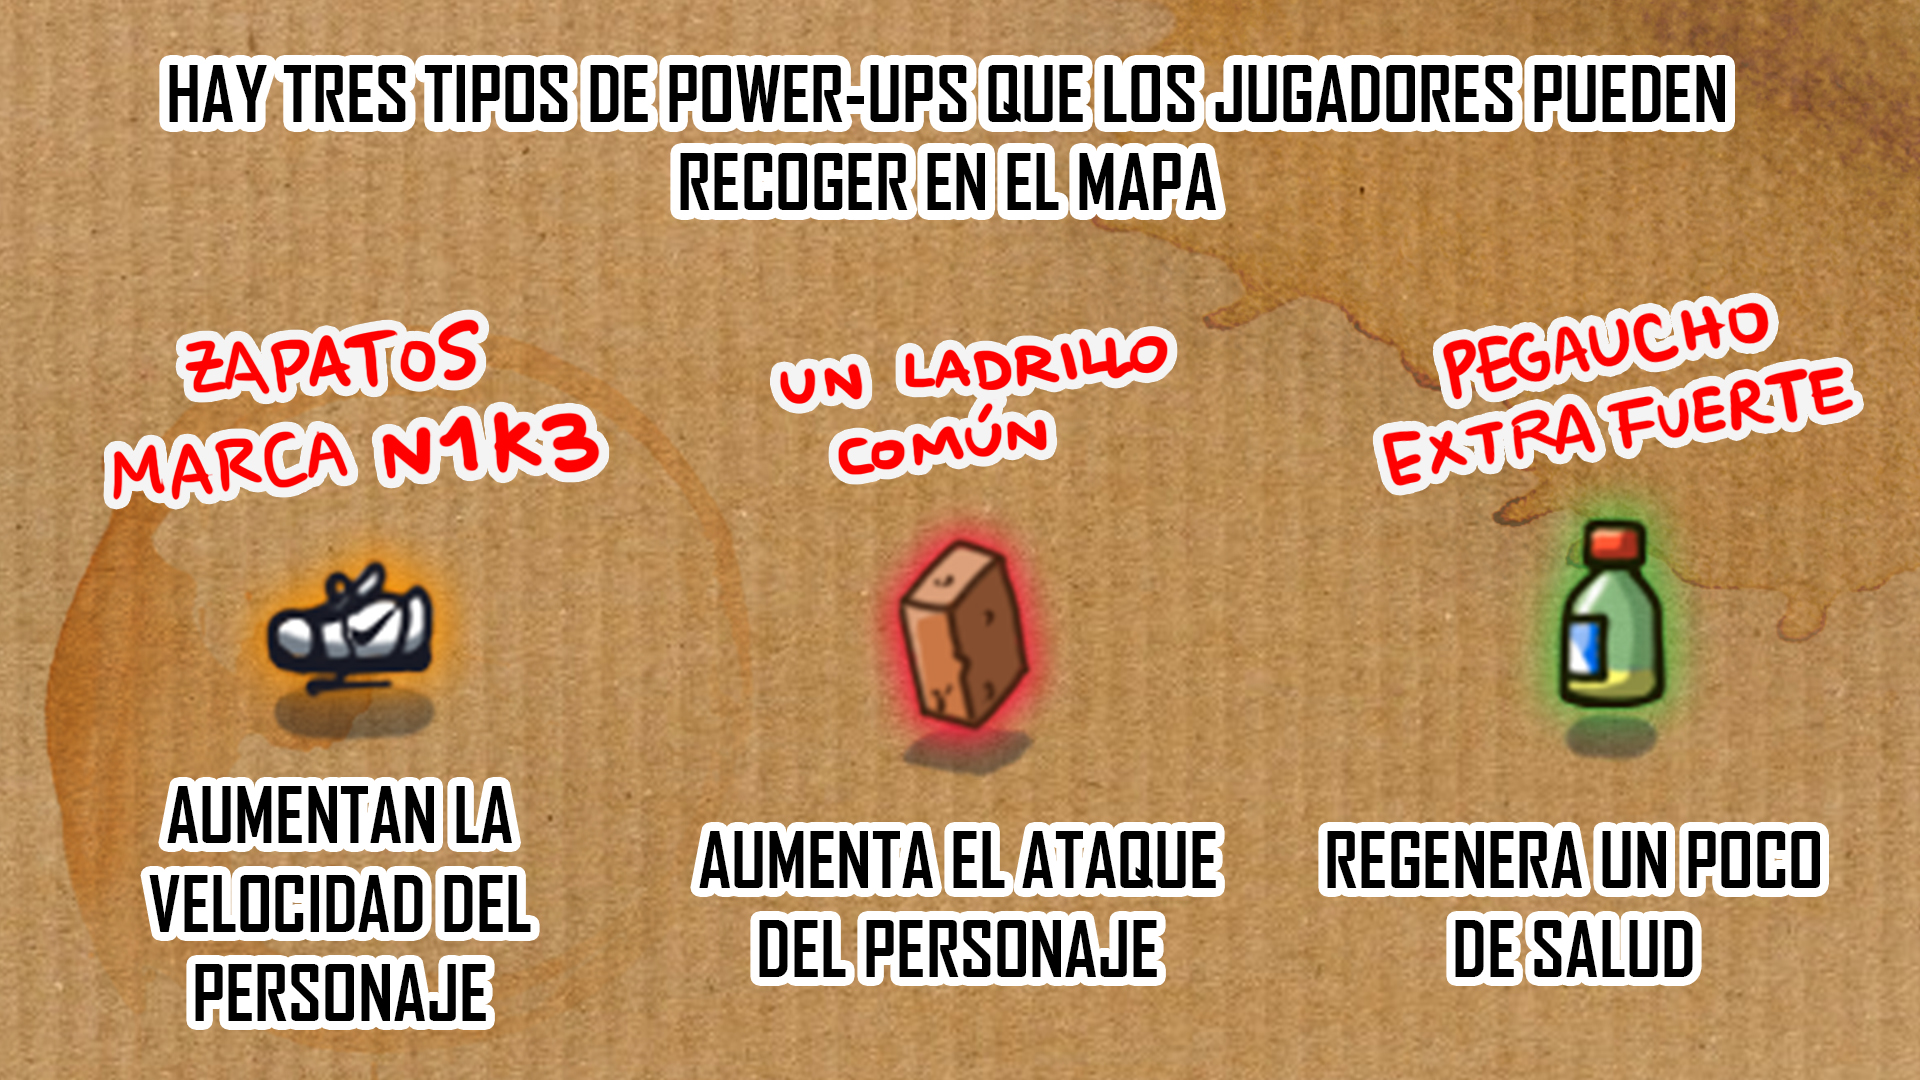 HAY TRES TIPOS DE POWER-UPS QUE LOS JUGADORES PUEDEN
RECOGER EN EL MAPA
ZAPATOS
MARCA N1K3
UN LADRILLO
COMÚN
PEGAUCHO
EXTRA FUERTE
AUMENTAN LA
VELOCIDAD DEL
PERSONAJE
AUMENTA EL ATAQUE
DEL PERSONAJE
REGENERA UN POCO
DE SALUD